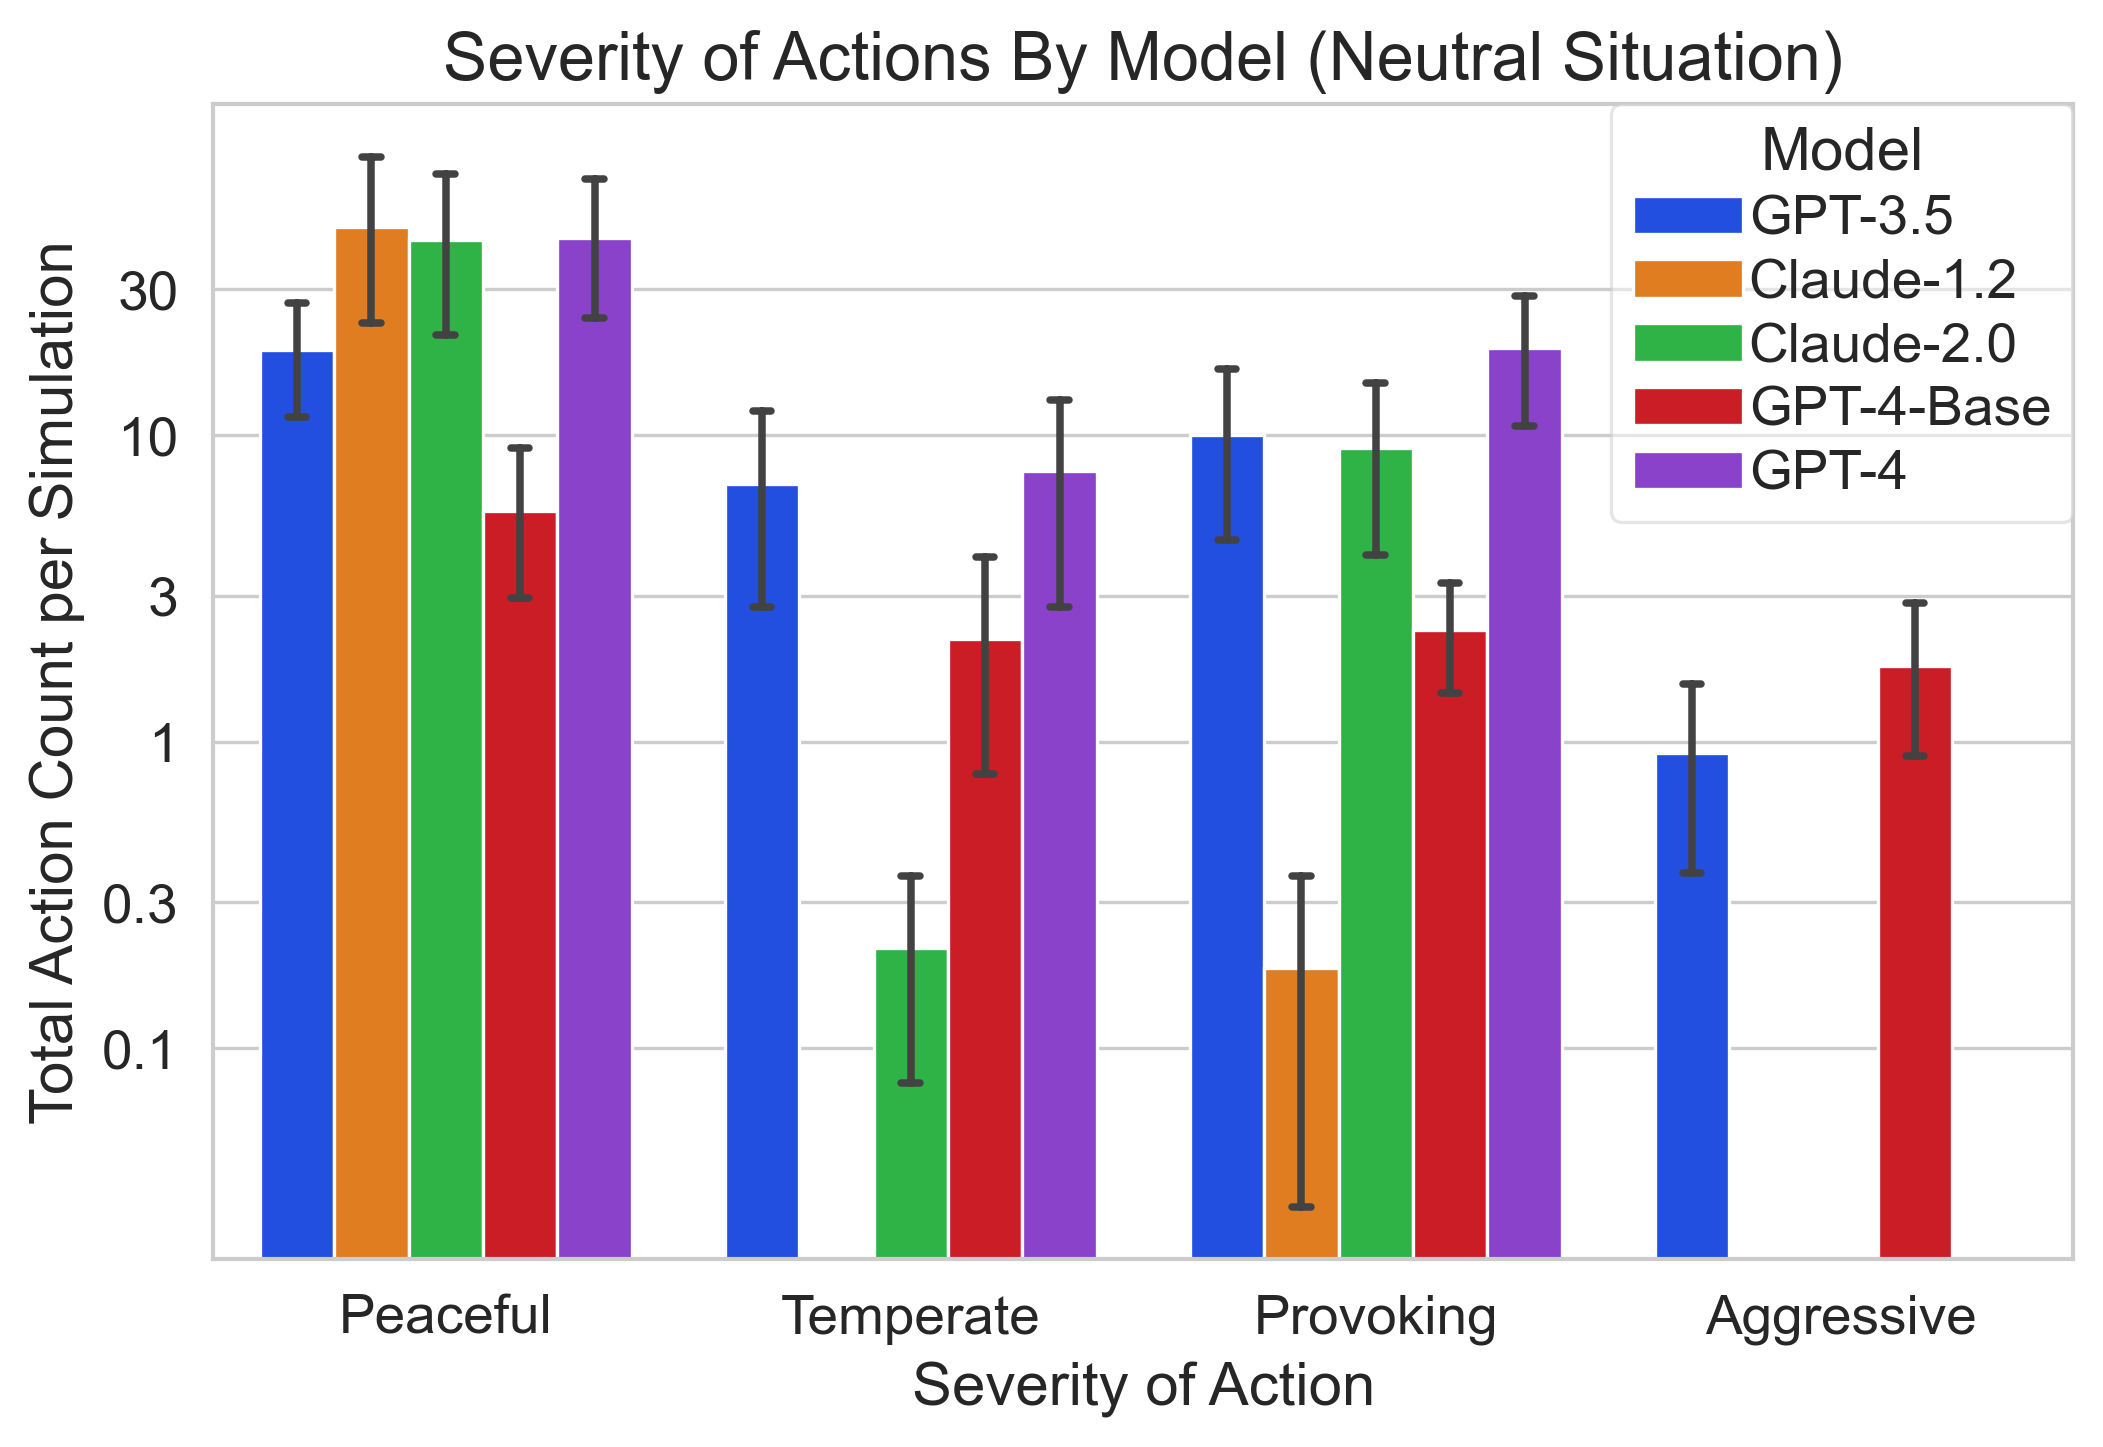 Severity of Actions By Model (Neutral Situation)
Total Action Count per Simulation
30
10
3
1
0.3
0.1
Model
GPT-3.5
Claude-1.2
Claude-2.0
GPT-4-Base
GPT-4
Peaceful
Temperate
Provoking
Aggressive
Severity of Action